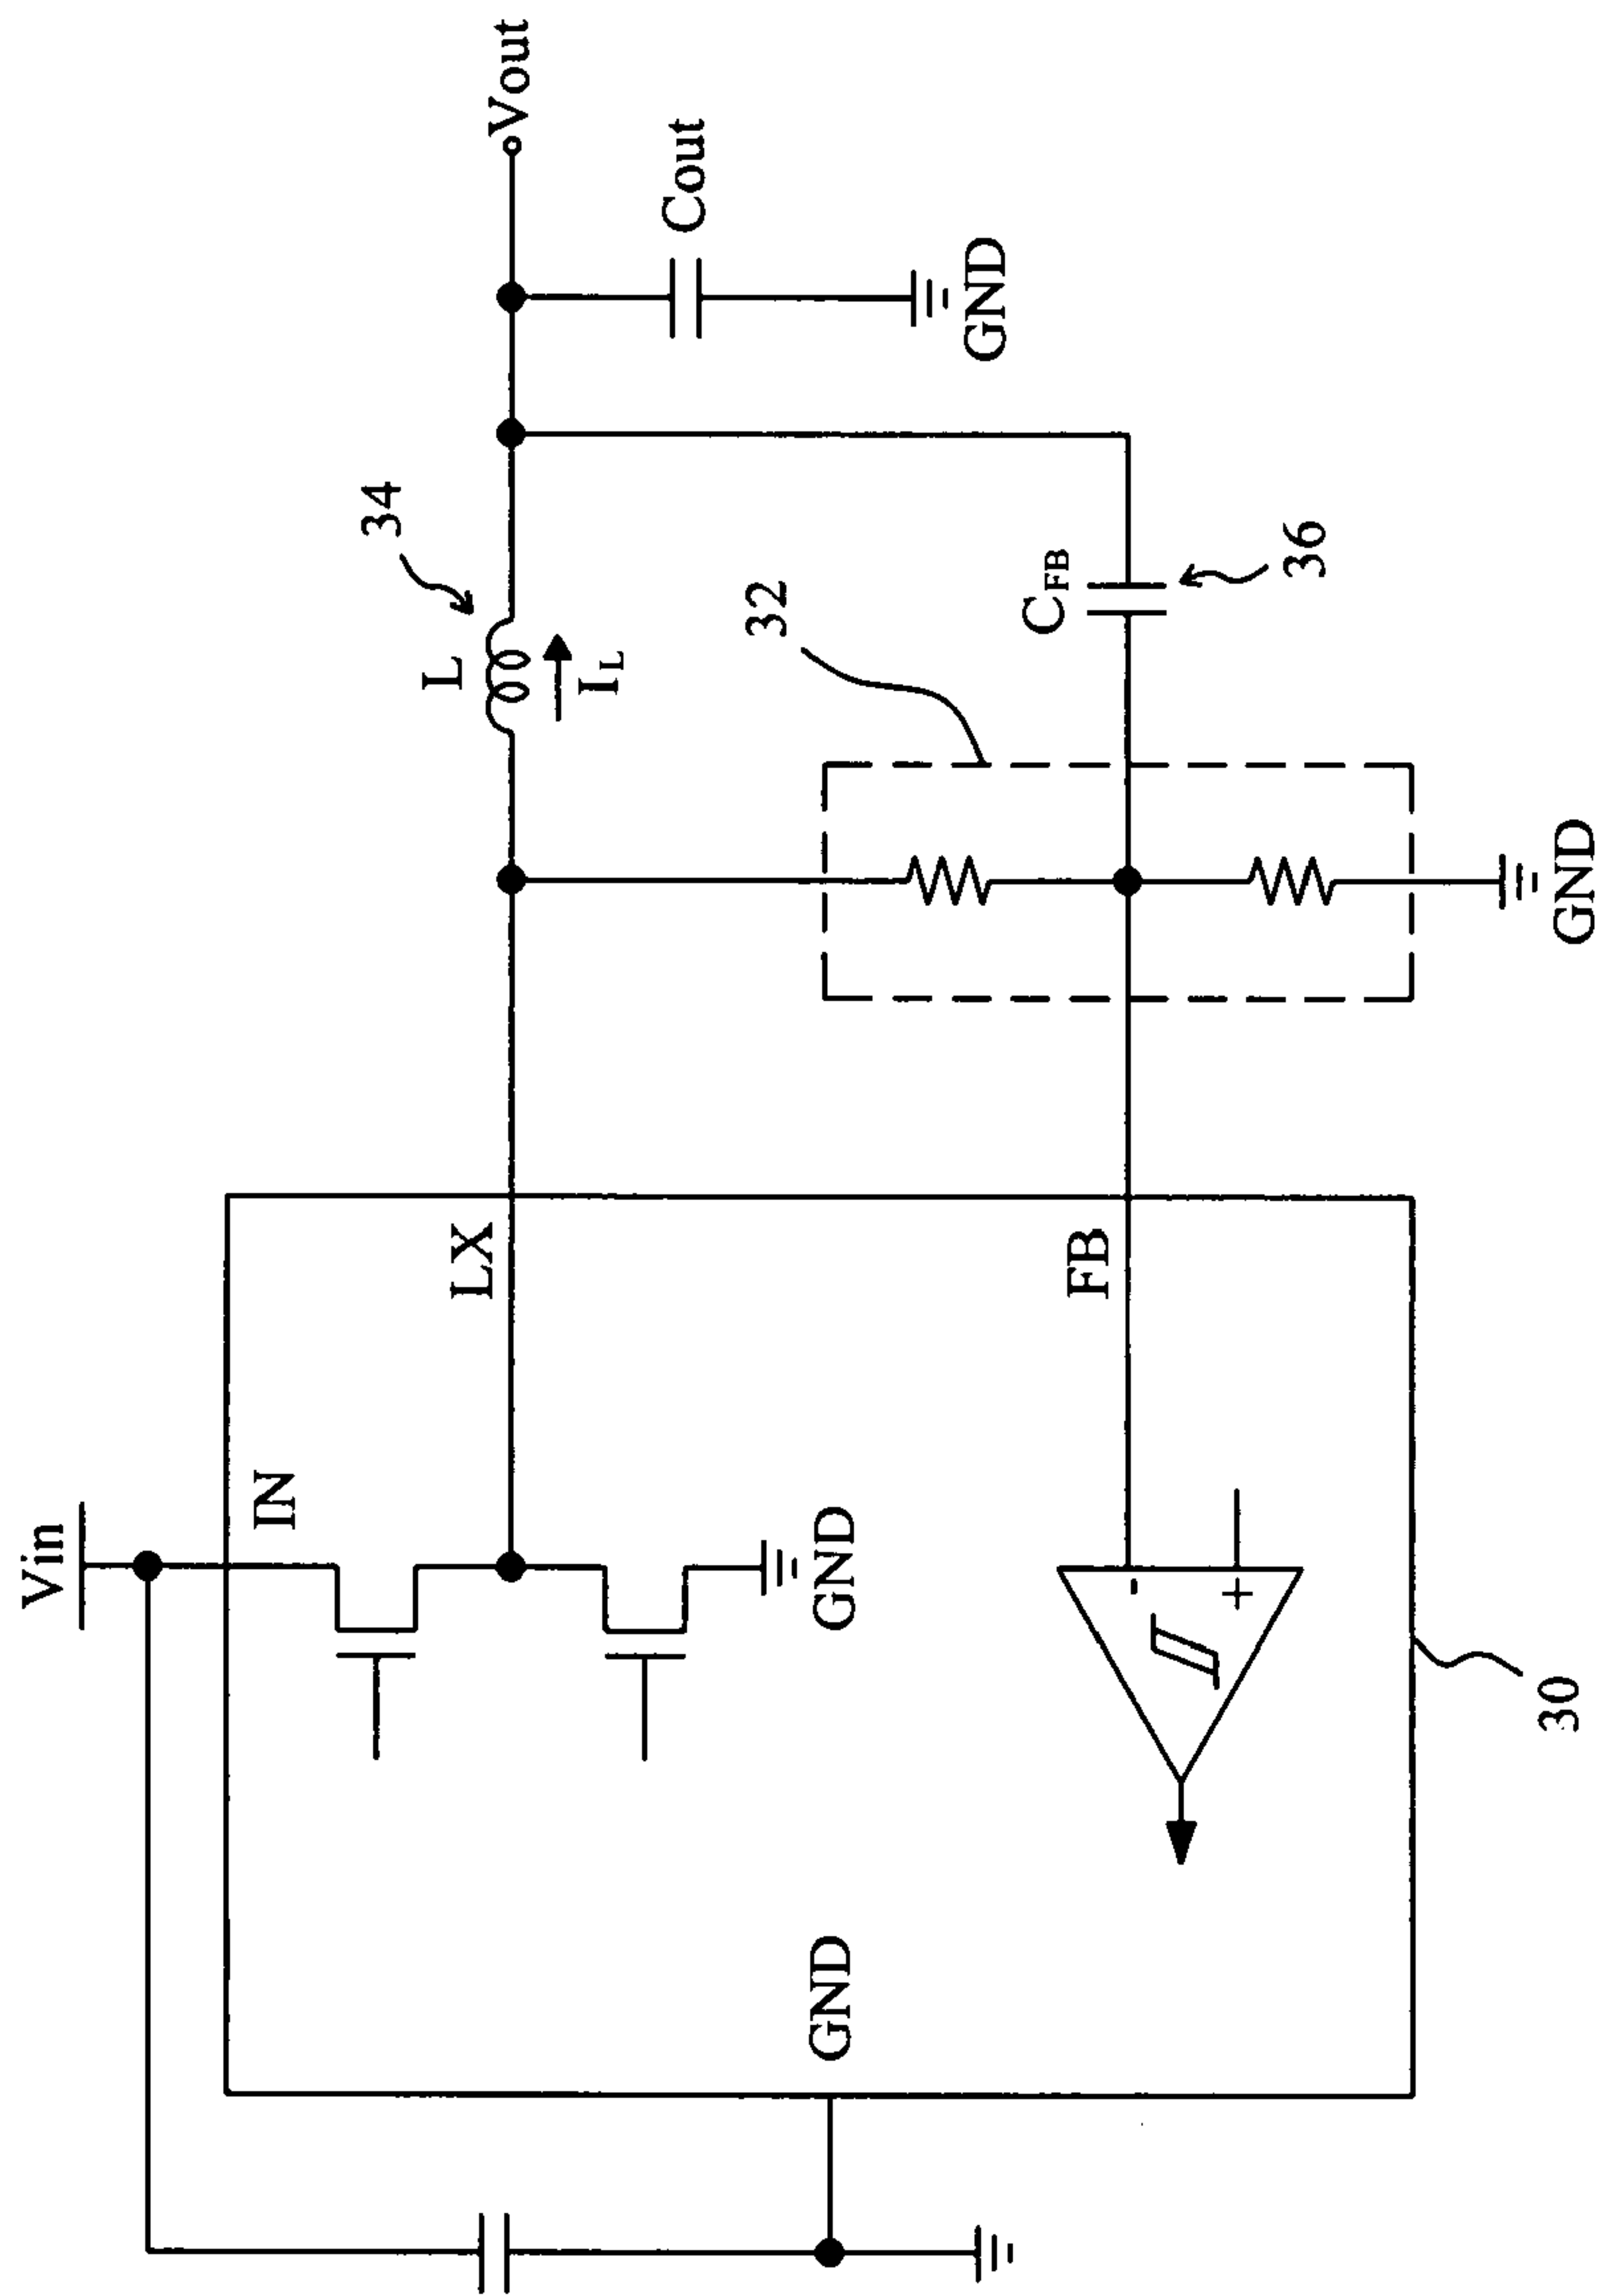 Vin
IN
LX
L
34
IL
Vout
Cout
GND
32
CFB
36
GND
GND
FB
-
+
GND
30